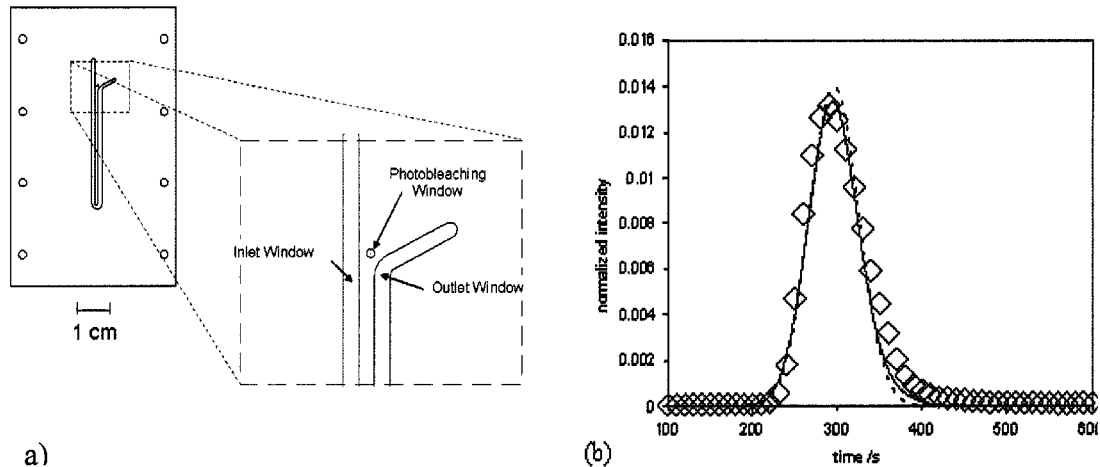 1 cm
Photobleaching
Window
Inlet Window
Outlet Window
a)
normalized intensity
0.016
0.014
0.012
0.01
0.008
0.006
0.004
0.002
0
100
200
300
400
500
600
time /s
(b)